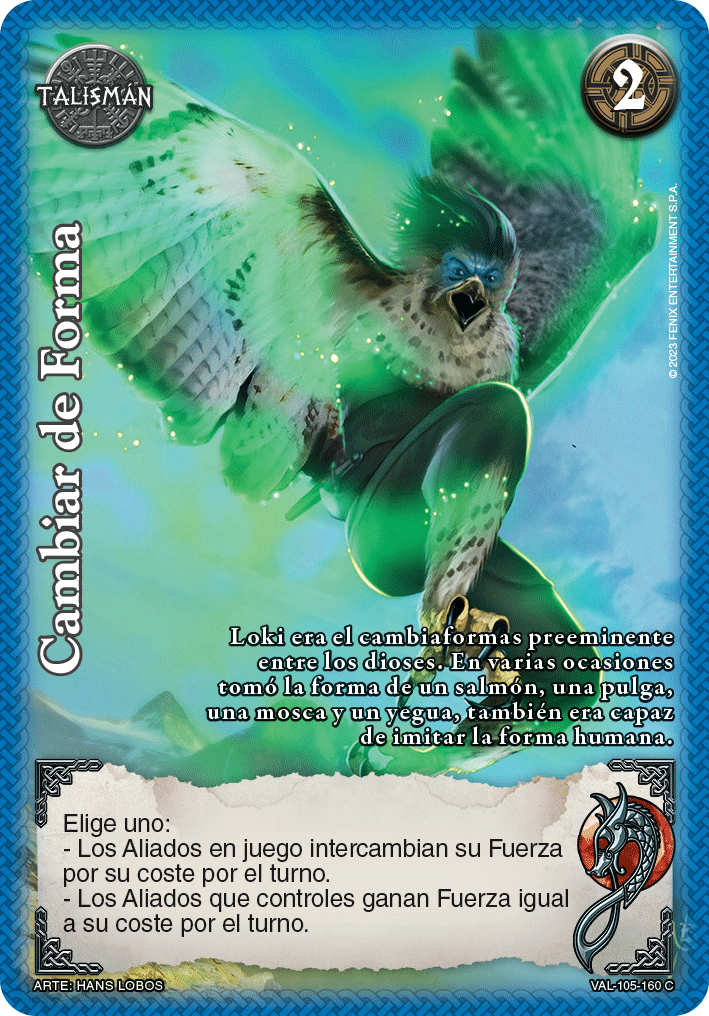 TALISMÁN
2
© 2023 FENIX ENTERTAINMENT S.P.A.
Cambiar de Forma
Loki era el cambiaformas preeminente
entre los dioses. En varias ocasiones
tomó la forma de un salmón, una pulga,
una mosca y un yegua, también era capaz
de imitar la forma humana.
Elige uno:
- Los Aliados en juego intercambian su Fuerza
por su coste por el turno.
- Los Aliados que controles ganan Fuerza igual
a su coste por el turno.
ARTE: HANS LOBOS
VAL-105-160 C